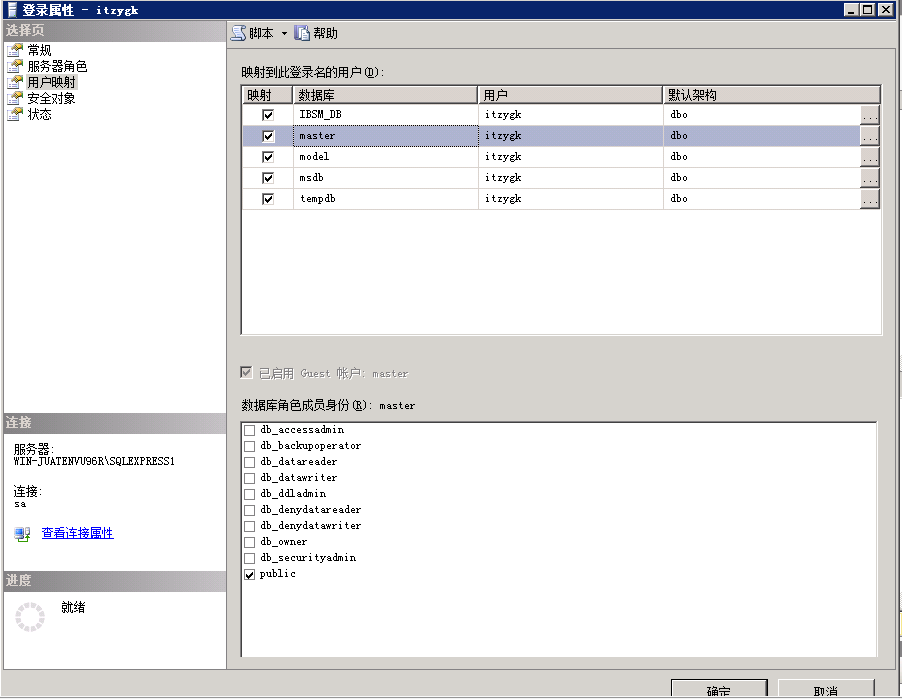 登录属性 - itzygk
选择页
常规
服务器角色
用户映射
安全对象
状态
脚本 帮助
映射到此登录名的用户(D):
映射 数据库 用户 默认架构
IBSM_DB itzygk dbo ...
master itzygk dbo ...
model itzygk dbo ...
msdb itzygk dbo ...
tempdb itzygk dbo ...
已启用 Guest 帐户: master
数据库角色成员身份(R): master
db_accessadmin
db_backupoperator
db_datareader
db_datawriter
db_ddladmin
db_denydatareader
db_denydatawriter
db_owner
db_securityadmin
public
连接
服务器:
WIN-JUATENVU96R\SQLEXPRESS1
连接:
sa
查看连接属性
进度
就绪
确定 取消